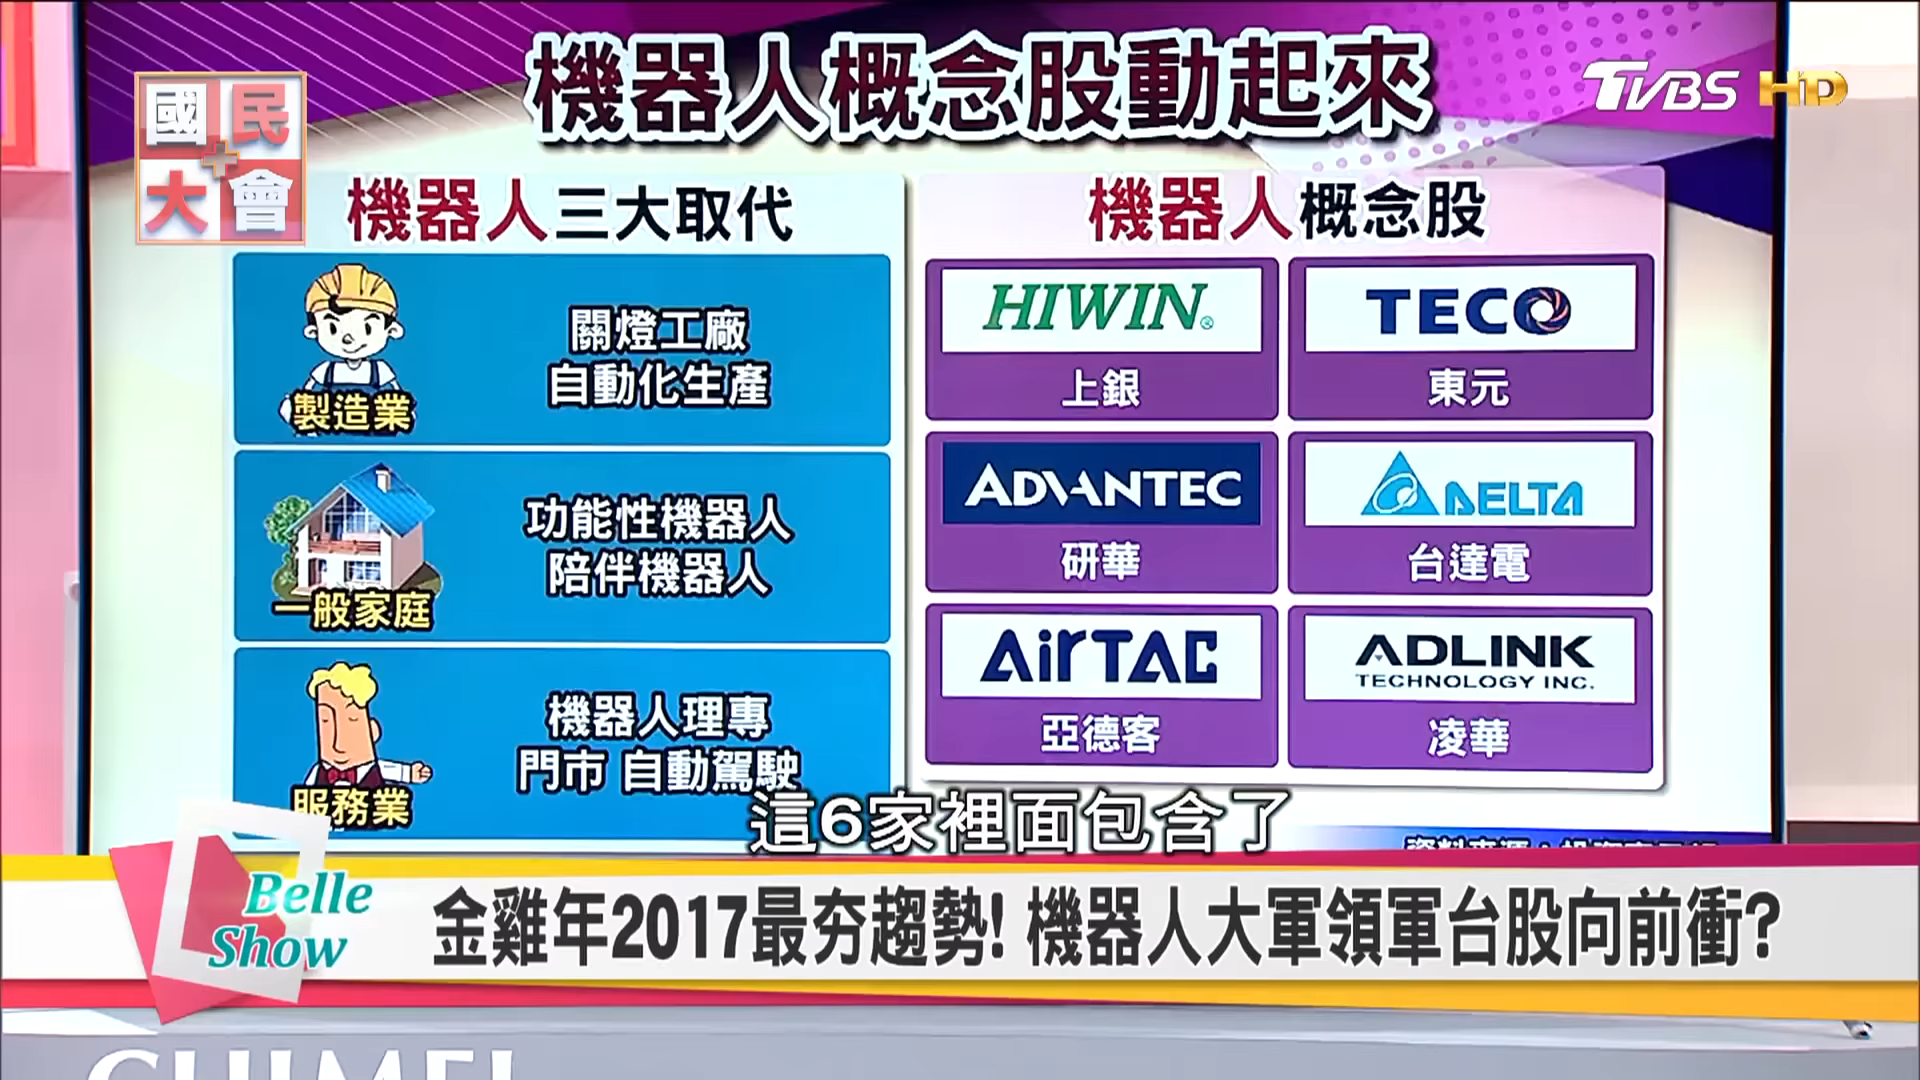 機器人概念股動起來
TVBS HD
國民
大會
機器人三大取代
關燈工廠
自動化生產
製造業
功能性機器人
陪伴機器人
一般家庭
機器人理專
門市 自動駕駛
服務業
機器人概念股
HIWIN®
上銀
TECO
東元
ADVANTEC
研華
DELTA
台達電
AirTAC
亞德客
ADLINK
TECHNOLOGY INC.
凌華
這6家裡面包含了
Belle
Show
金雞年2017最夯趨勢! 機器人大軍領軍台股向前衝?